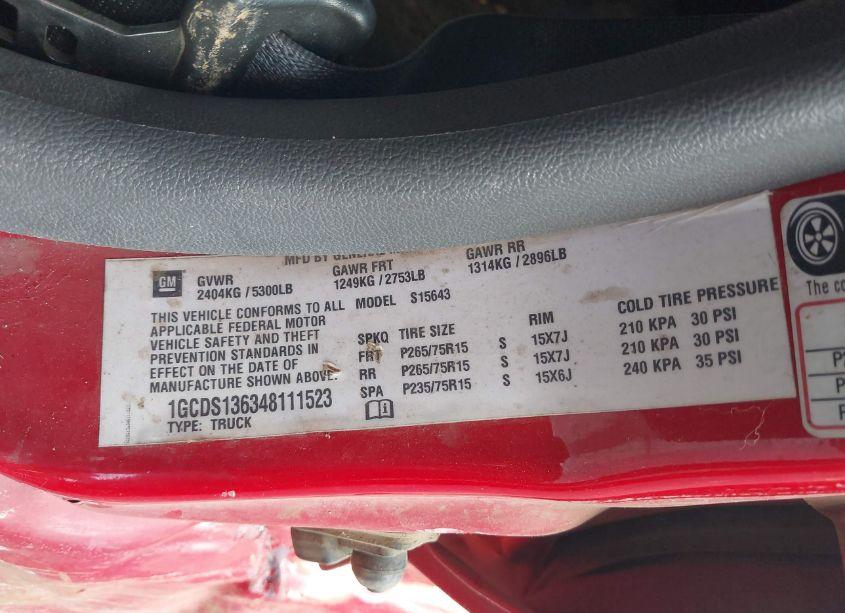 MFD BY GENERAL
GM
GVWR
2404KG / 5300LB
GAWR FRT
1249KG / 2753LB
GAWR RR
1314KG / 2896LB
THIS VEHICLE CONFORMS TO ALL
APPLICABLE FEDERAL MOTOR
VEHICLE SAFETY AND THEFT
PREVENTION STANDARDS IN
EFFECT ON THE DATE OF
MANUFACTURE SHOWN ABOVE.
1GCDS136348111523
TYPE: TRUCK
MODEL S15643
SPKQ TIRE SIZE RIM COLD TIRE PRESSURE
FRT P265/75R15 S 15X7J 210 KPA 30 PSI
RR P265/75R15 S 15X7J 210 KPA 30 PSI
SPA P235/75R15 S 15X6J 240 KPA 35 PSI
The co